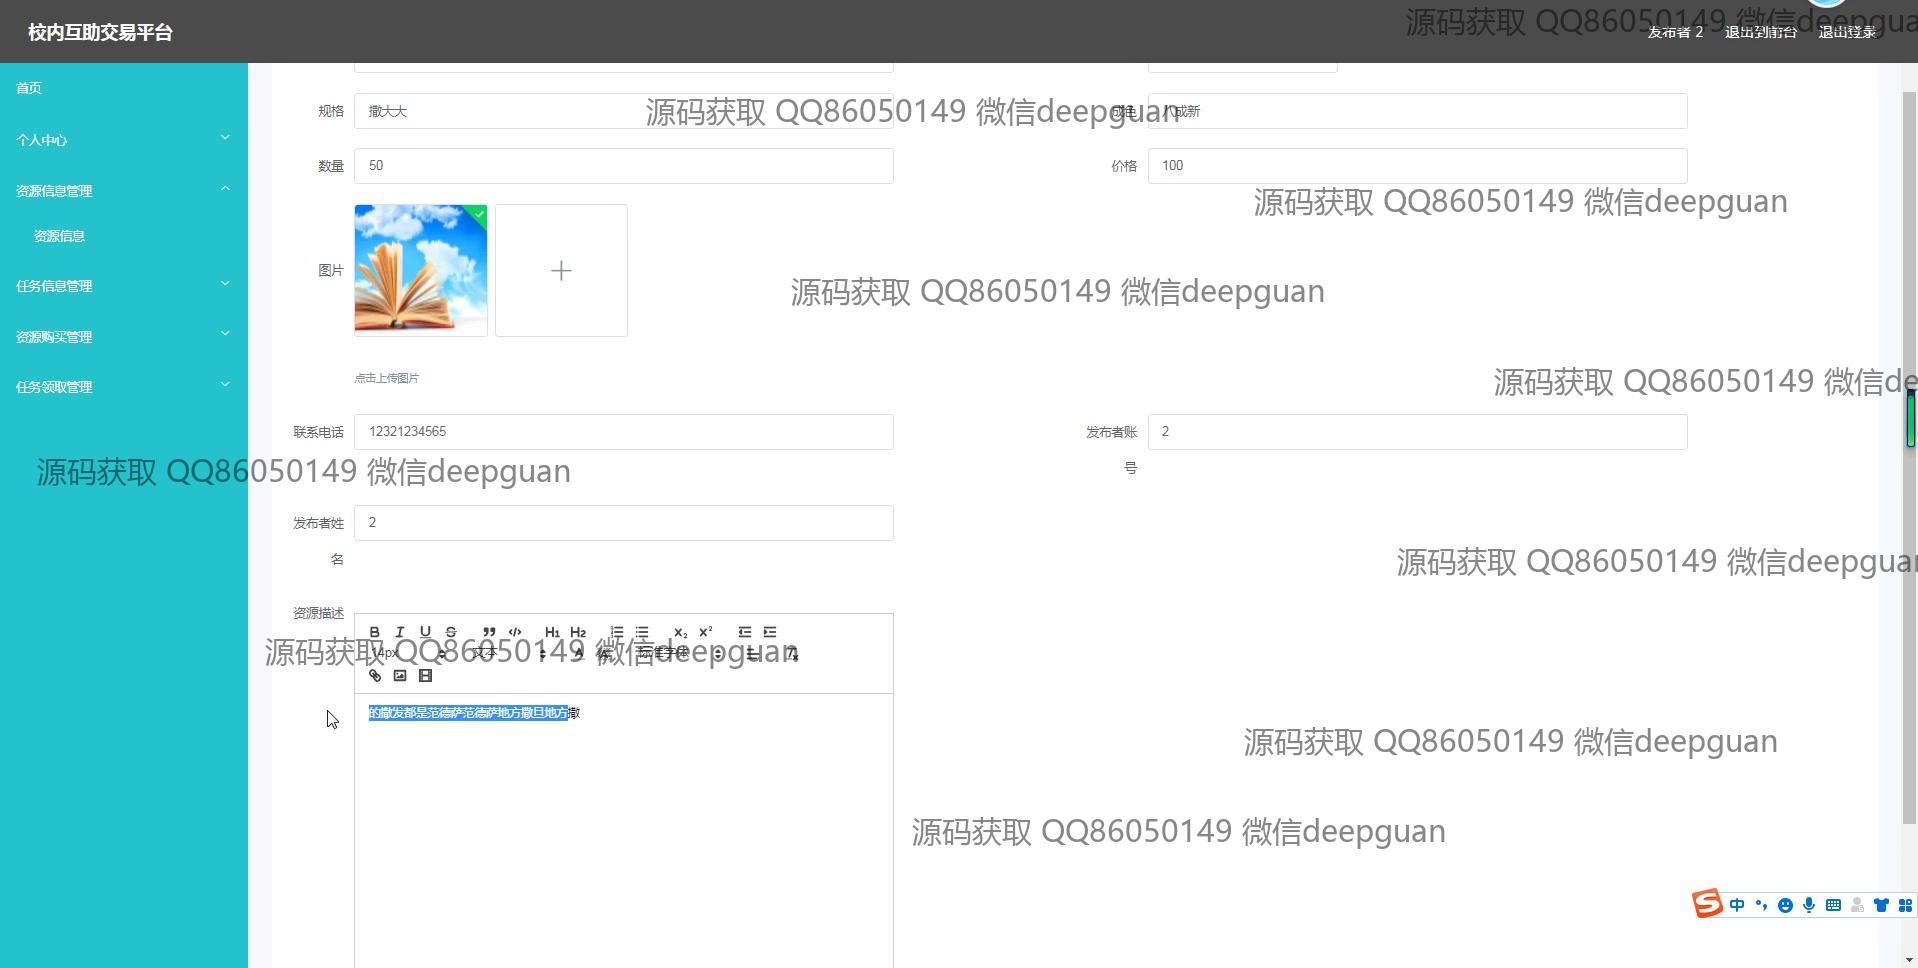 校内互助交易平台
源码获取 QQ86050149 微信deepgua
发布者 2 退出到前台 退出登录
首页
个人中心
资源信息管理
资源信息
任务信息管理
资源购买管理
任务领取管理
规格 撒大大
源码获取 QQ86050149 微信deepguan
成色 八成新
数量 50
价格 100
源码获取 QQ86050149 微信deepguan
图片
源码获取 QQ86050149 微信deepguan
点击上传图片
源码获取 QQ86050149 微信de
联系电话 12321234565
发布者账号 2
源码获取 QQ86050149 微信deepguan
发布者姓名 2
源码获取 QQ86050149 微信deepguan
资源描述
B I U S H1 H2 X₂ X²
源码获取 QQ86050149 微信deepguan
14px 文本 标准字体
的撒发都是范德萨范德萨地方撒旦地方撒
源码获取 QQ86050149 微信deepguan
源码获取 QQ86050149 微信deepguan
中